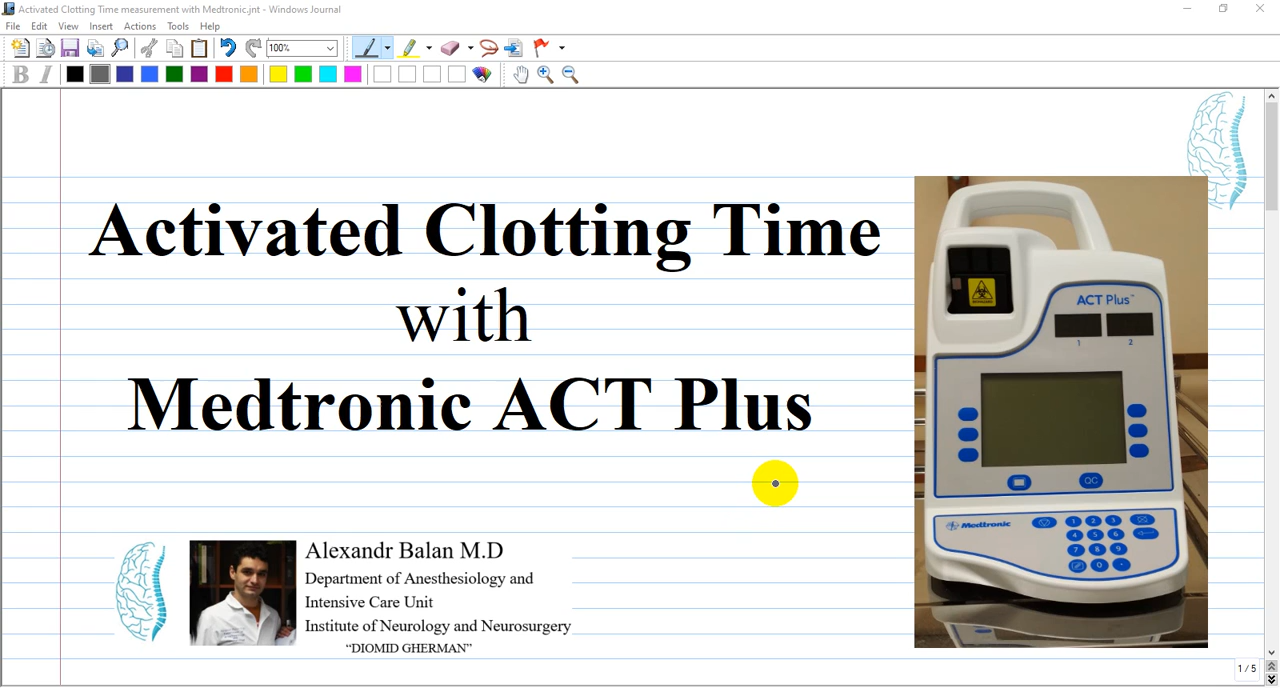 Activated Clotting Time measurement with Medtronic.jnt - Windows Journal
File Edit View Insert Actions Tools Help
100%
B I
Activated Clotting Time
with
Medtronic ACT Plus
ACT Plus™
1 2
QC
Medtronic
1 2 3
4 5 6
7 8 9
0
Alexandr Balan M.D
Department of Anesthesiology and
Intensive Care Unit
Institute of Neurology and Neurosurgery
“DIOMID GHERMAN”
1 / 5